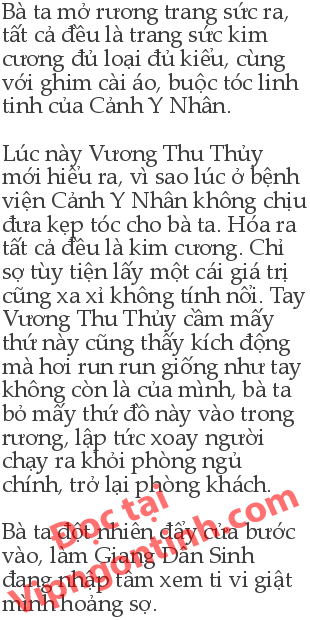 Bà ta mở rương trang sức ra,
tất cả đều là trang sức kim
cương đủ loại đủ kiểu, cùng
với ghim cài áo, buộc tóc linh
tinh của Cảnh Y Nhân.
Lúc này Vương Thu Thủy
mới hiểu ra, vì sao lúc ở bệnh
viện Cảnh Y Nhân không chịu
đưa kẹp tóc cho bà ta. Hóa ra
tất cả đều là kim cương. Chỉ
sợ tùy tiện lấy một cái giá trị
cũng xa xỉ không tính nổi. Tay
Vương Thu Thủy cầm mấy
thứ này cũng thấy kích động
mà hơi run run giống như tay
không còn là của mình, bà ta
bỏ mấy thứ đồ này vào trong
rương, lập tức xoay người
chạy ra khỏi phòng ngủ
chính, trở lại phòng khách.
Bà ta đột nhiên đẩy cửa bước
vào, làm Giang Dân Sinh
đang nhập tâm xem ti vi giật
mình hoảng sợ.
Đọc tại
Vipngontinh.com